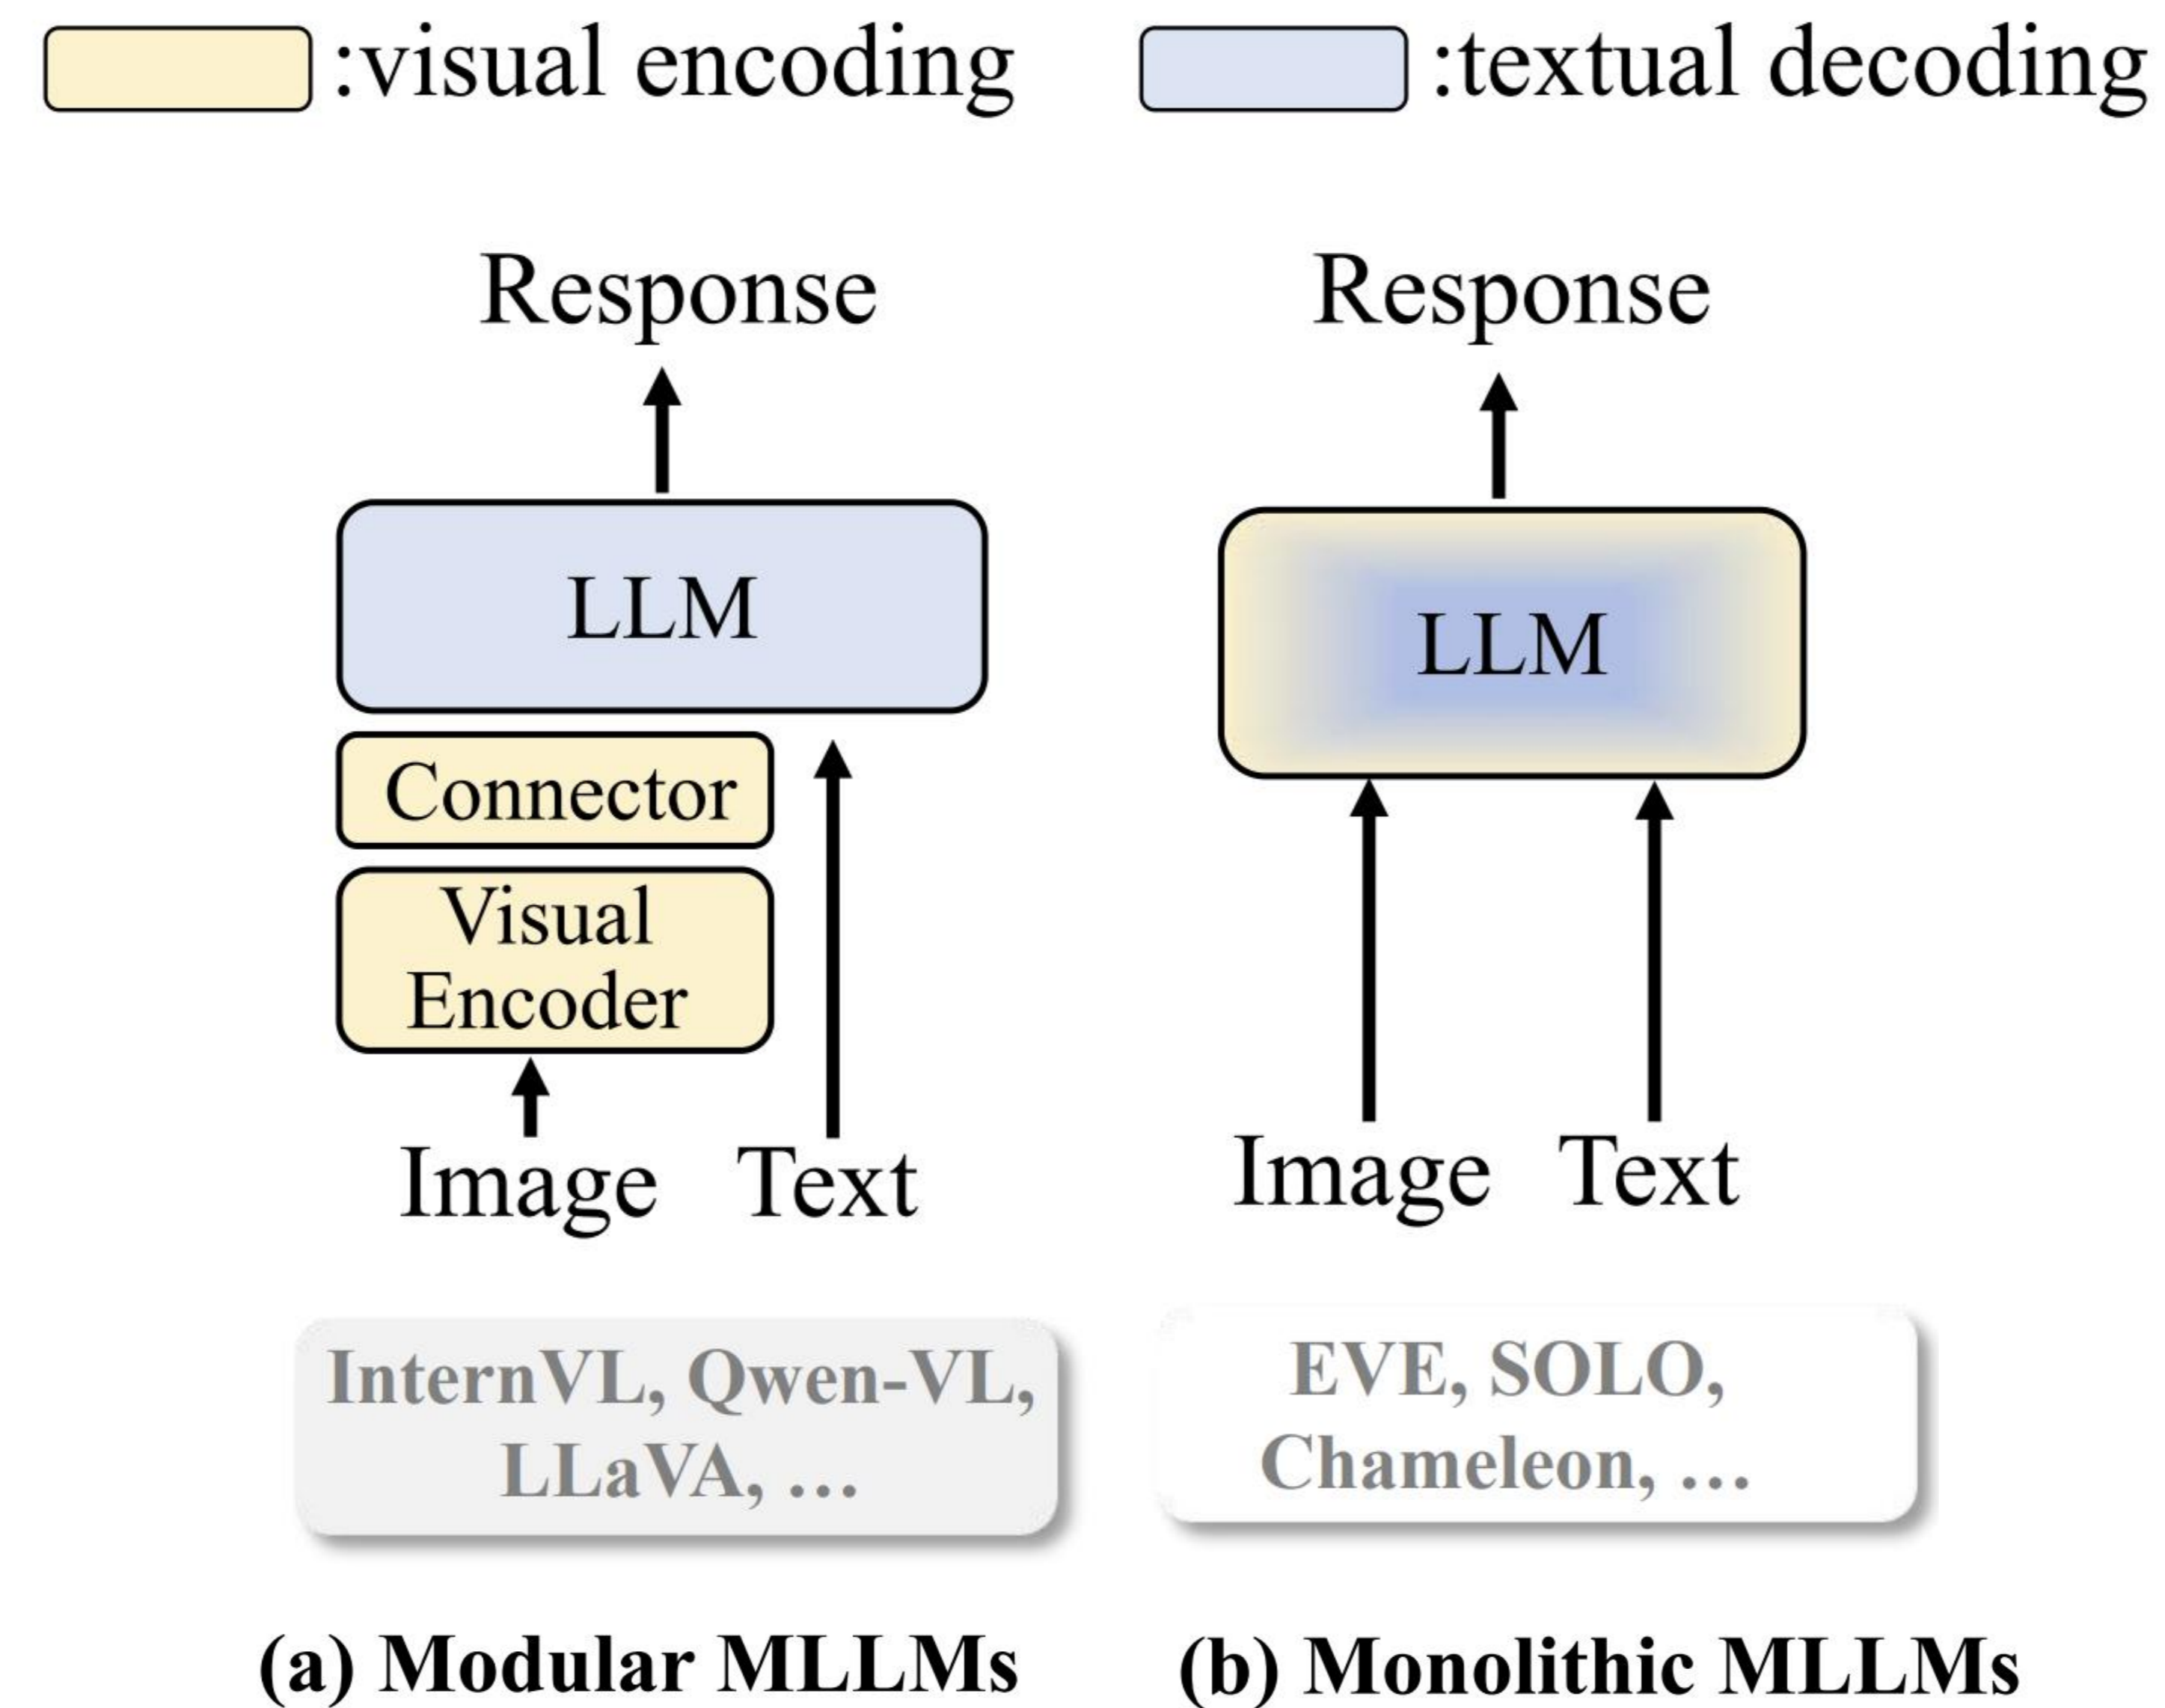 :visual encoding
:textual decoding
Response
LLM
Connector
Visual
Encoder
Image Text
InternVL, Qwen-VL,
LLaVA, …
(a) Modular MLLMs
Response
LLM
Image Text
EVE, SOLO,
Chameleon, …
(b) Monolithic MLLMs